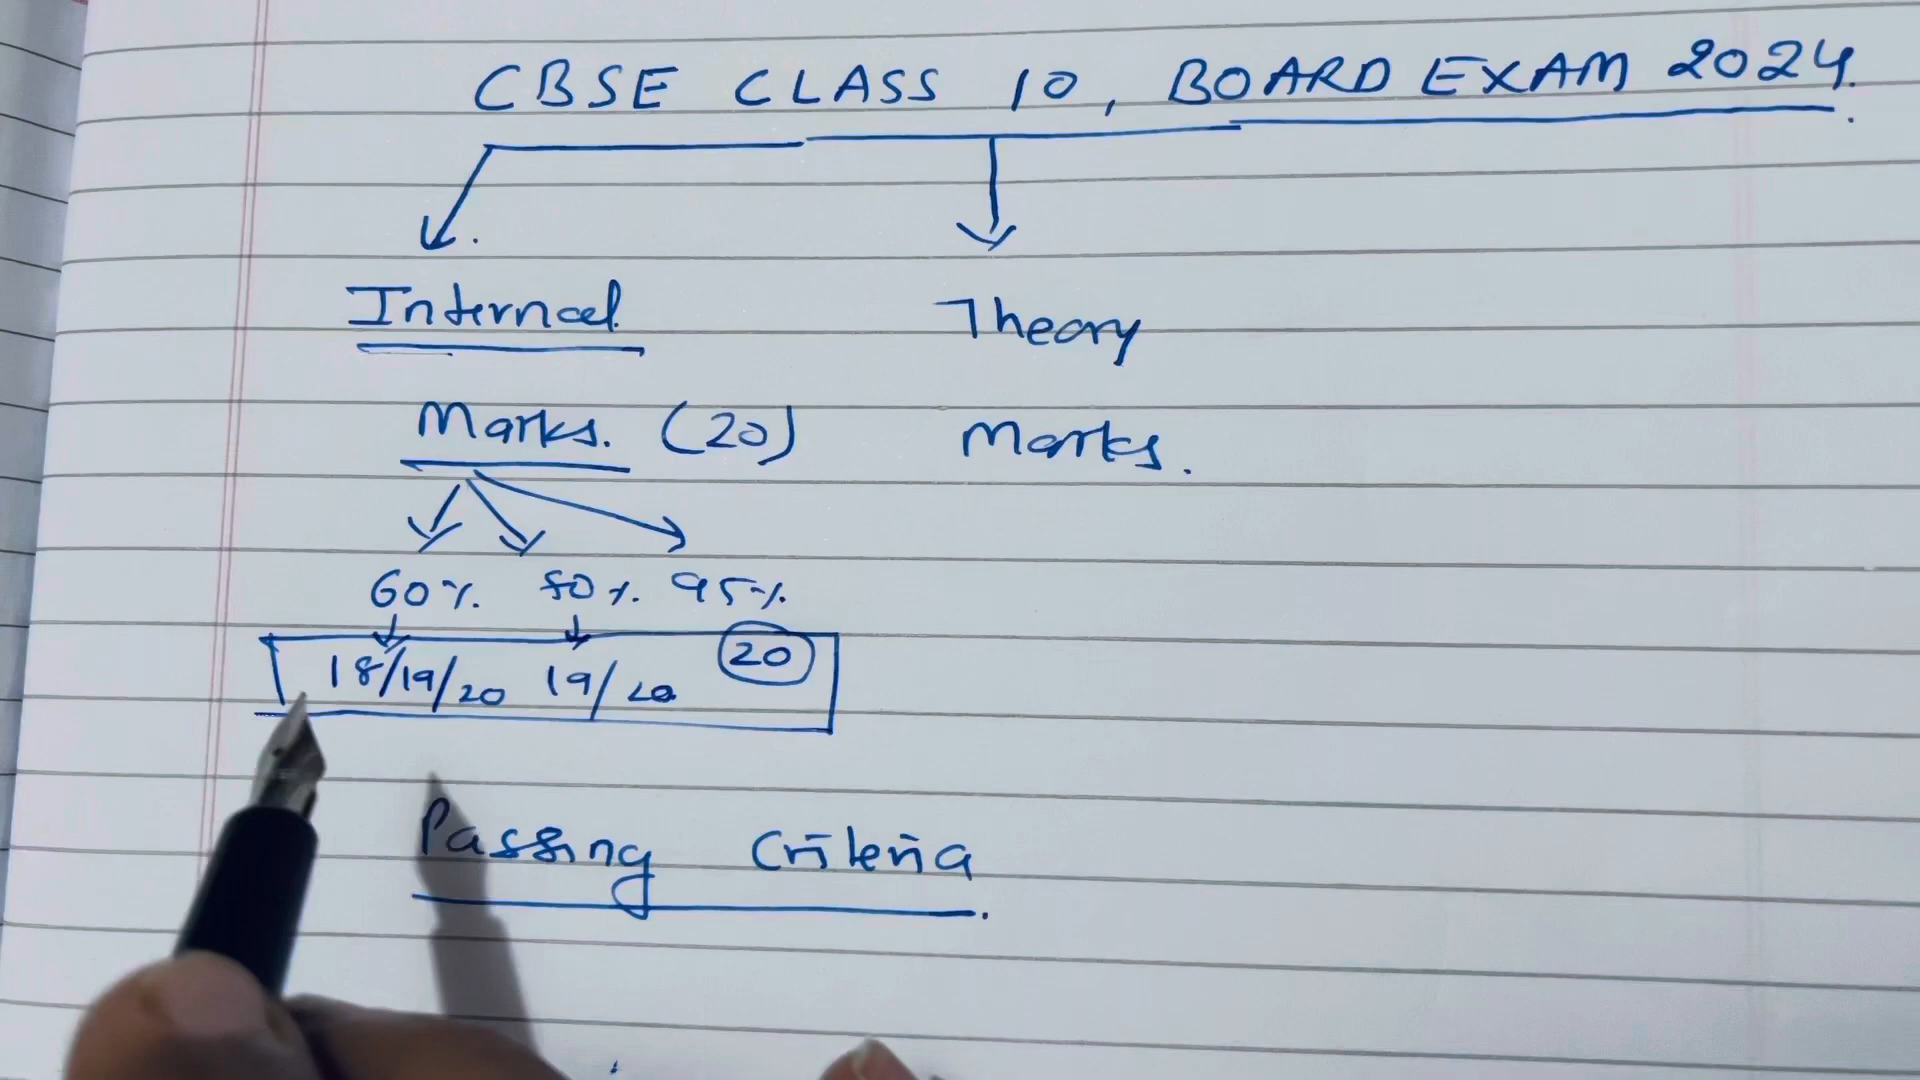 CBSE CLASS 10, BOARD EXAM 2024.
Internal Theory
Marks. (20) Marks.
60% 80% 95%
18/19/20 19/20 20
Passing Criteria.